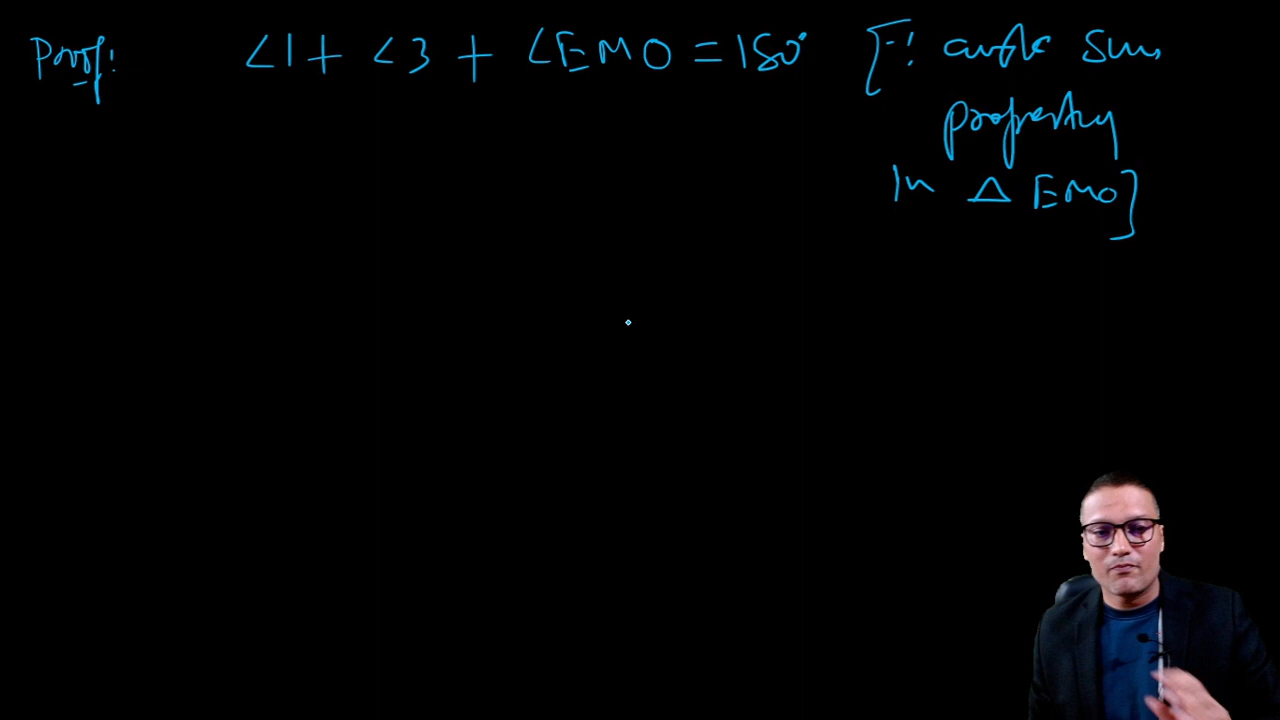 Proof: ∠1 + ∠3 + ∠EMO = 180° [∵ angle sum
property
In △ EMO]